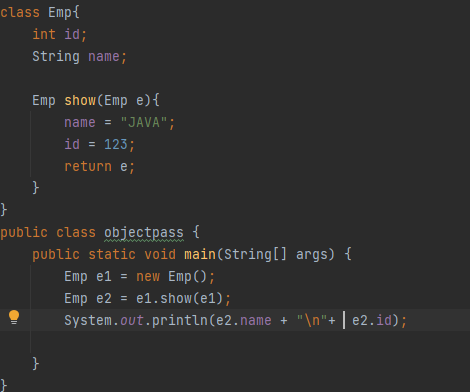 class Emp{
    int id;
    String name;

    Emp show(Emp e){
        name = "JAVA";
        id = 123;
        return e;
    }
}
public class objectpass {
    public static void main(String[] args) {
        Emp e1 = new Emp();
        Emp e2 = e1.show(e1);
        System.out.println(e2.name + "\n"+  e2.id);

    }
}